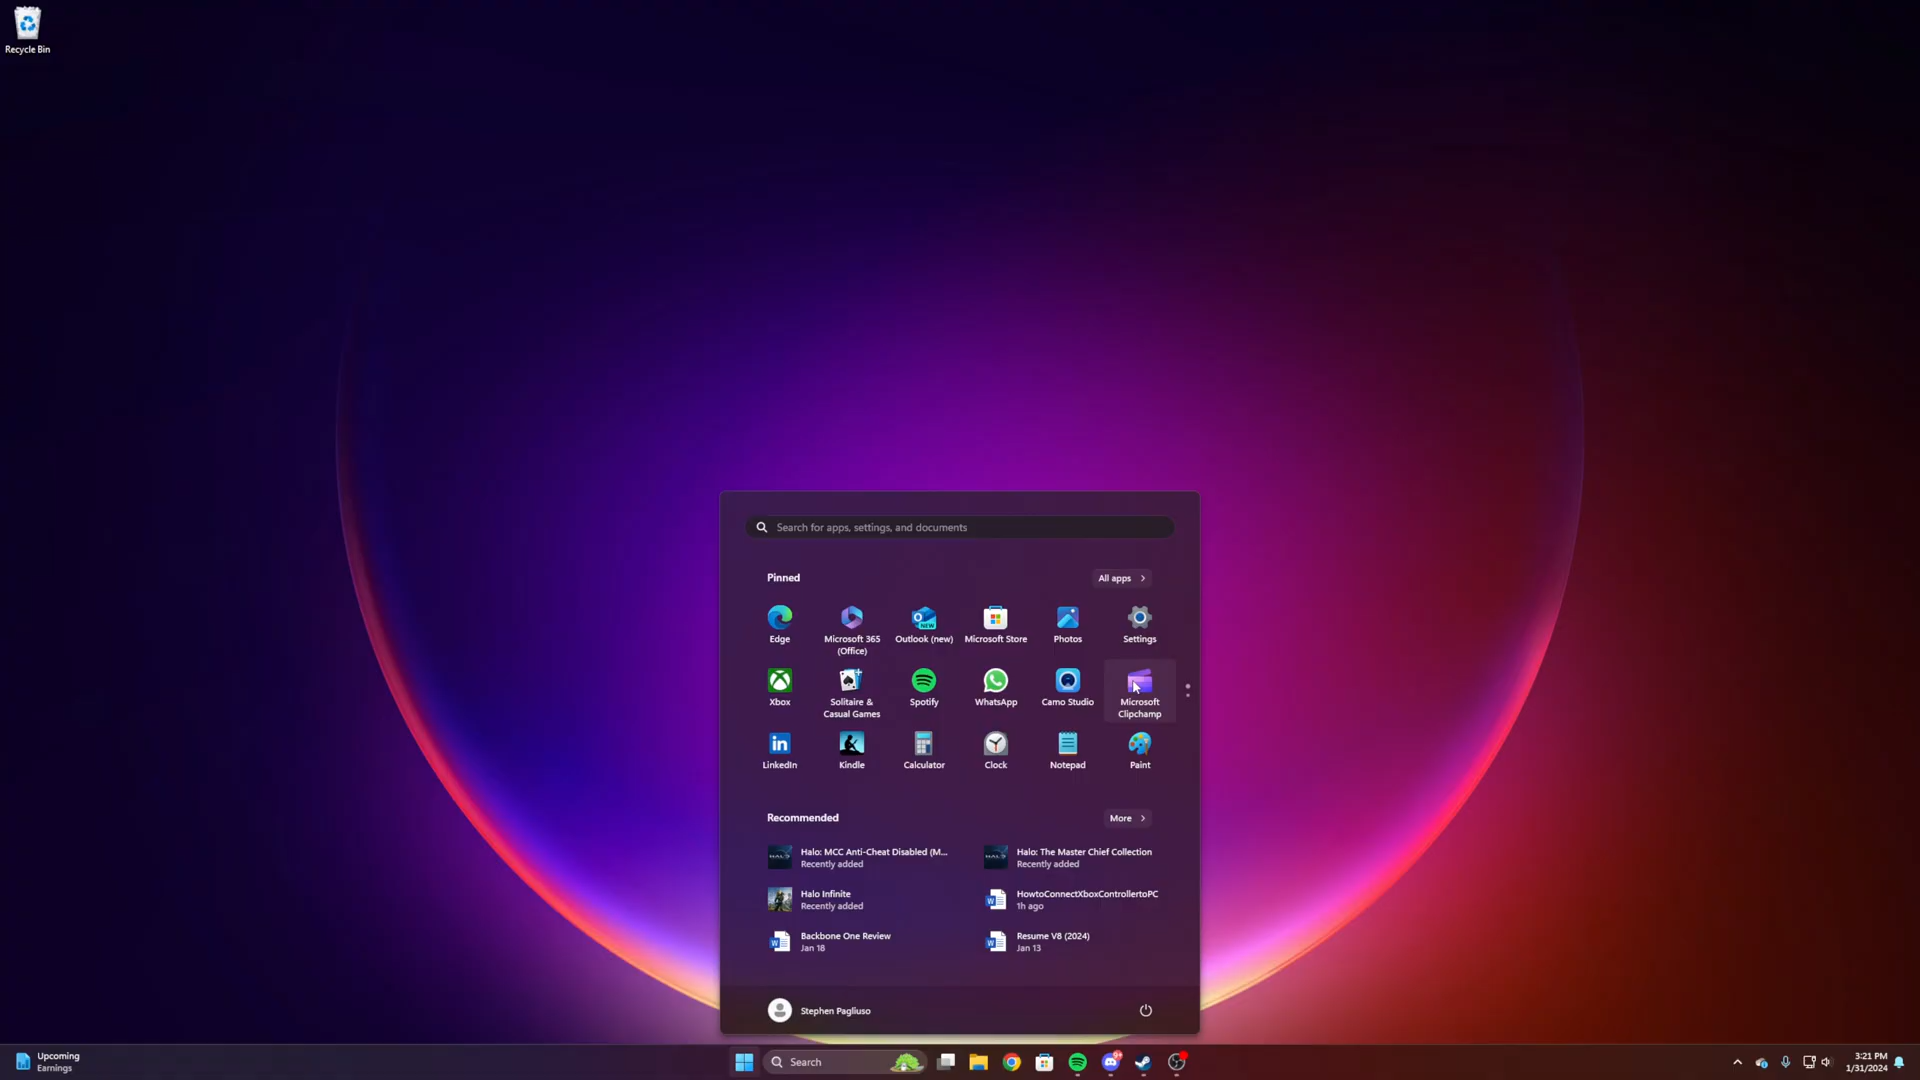 Recycle Bin
Search for apps, settings, and documents
Pinned
All apps
Edge
Microsoft 365
(Office)
Outlook (new)
Microsoft Store
Photos
Settings
Xbox
Solitaire &
Casual Games
Spotify
WhatsApp
Camo Studio
Microsoft
Clipchamp
LinkedIn
Kindle
Calculator
Clock
Notepad
Paint
Recommended
More
Halo: MCC Anti-Cheat Disabled (M...
Recently added
Halo: The Master Chief Collection
Recently added
Halo Infinite
Recently added
HowtoConnectXboxControllertoPC
1h ago
Backbone One Review
Jan 18
Resume V8 (2024)
Jan 13
Stephen Pagliuso
Upcoming
Earnings
Search
3:21 PM
1/31/2024